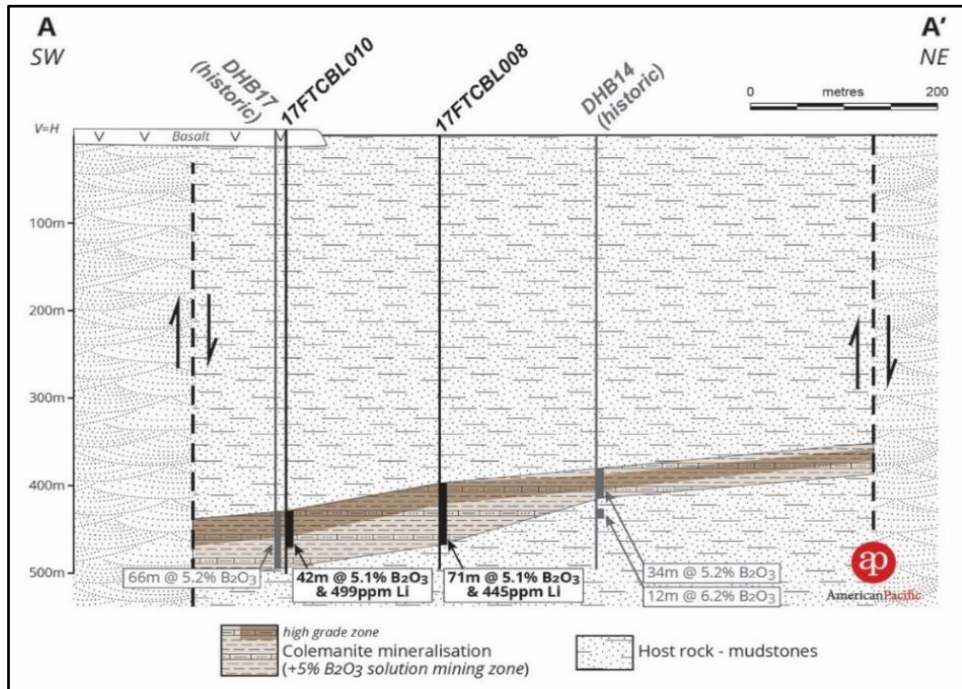 A
SW
DHB17
(historic)
17FTCBL010
17FTCBL008
DHB14
(historic)
A'
NE
0 metres 200
V=H
Basalt
100m
200m
300m
400m
500m
66m @ 5.2% B₂O₃
42m @ 5.1% B₂O₃
& 499ppm Li
71m @ 5.1% B₂O₃
& 445ppm Li
34m @ 5.2% B₂O₃
12m @ 6.2% B₂O₃
ap
AmericanPacific
high grade zone
Colemanite mineralisation
(+5% B₂O₃ solution mining zone)
Host rock - mudstones